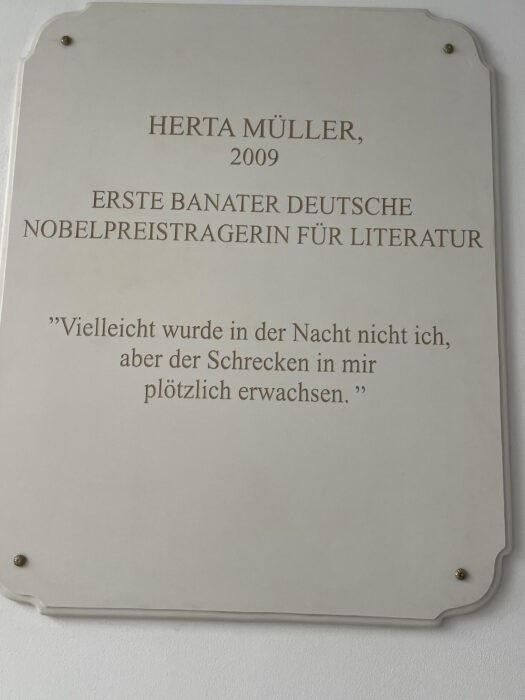 HERTA MÜLLER,
2009
ERSTE BANATER DEUTSCHE
NOBELPREISTRAGERIN FÜR LITERATUR
”Vielleicht wurde in der Nacht nicht ich,
aber der Schrecken in mir
plötzlich erwachsen. ”